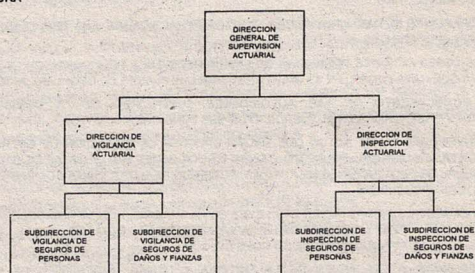 DIRECCION
GENERAL DE
SUPERVISION
ACTUARIAL
DIRECCION DE
VIGILANCIA
ACTUARIAL
DIRECCION DE
INSPECCION
ACTUARIAL
SUBDIRECCION DE
VIGILANCIA DE
SEGUROS DE
PERSONAS
SUBDIRECCION DE
VIGILANCIA DE
SEGUROS DE
DAÑOS Y FIANZAS
SUBDIRECCION DE
INSPECCION DE
SEGUROS DE
PERSONAS
SUBDIRECCION DE
INSPECCION DE
SEGUROS DE
DAÑOS Y FIANZAS